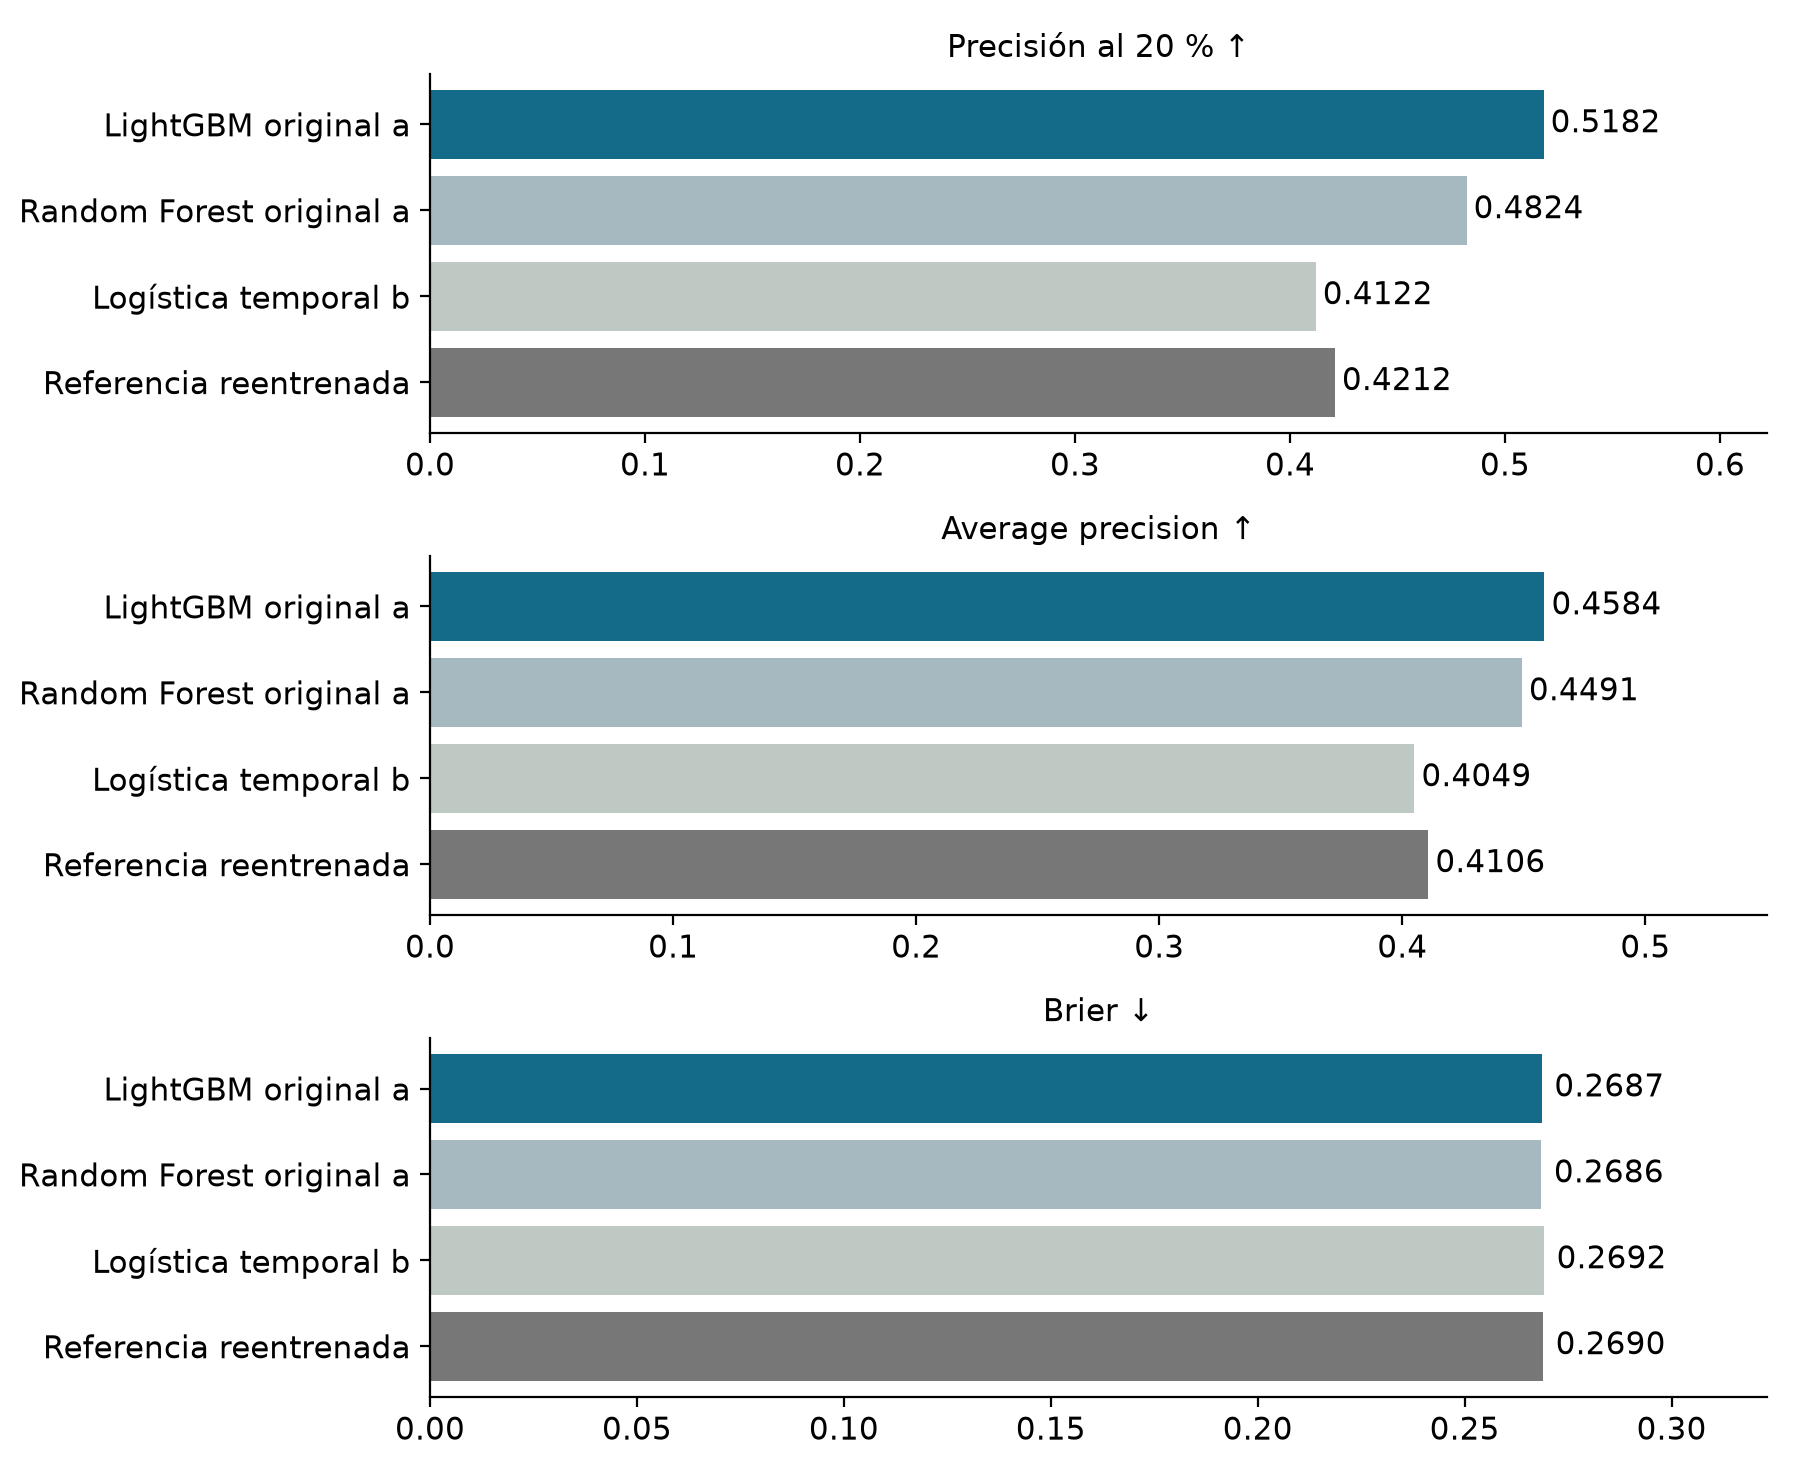 Precisión al 20 % ↑
LightGBM original a 0.5182
Random Forest original a 0.4824
Logística temporal b 0.4122
Referencia reentrenada 0.4212
0.0 0.1 0.2 0.3 0.4 0.5 0.6
Average precision ↑
LightGBM original a 0.4584
Random Forest original a 0.4491
Logística temporal b 0.4049
Referencia reentrenada 0.4106
0.0 0.1 0.2 0.3 0.4 0.5
Brier ↓
LightGBM original a 0.2687
Random Forest original a 0.2686
Logística temporal b 0.2692
Referencia reentrenada 0.2690
0.00 0.05 0.10 0.15 0.20 0.25 0.30